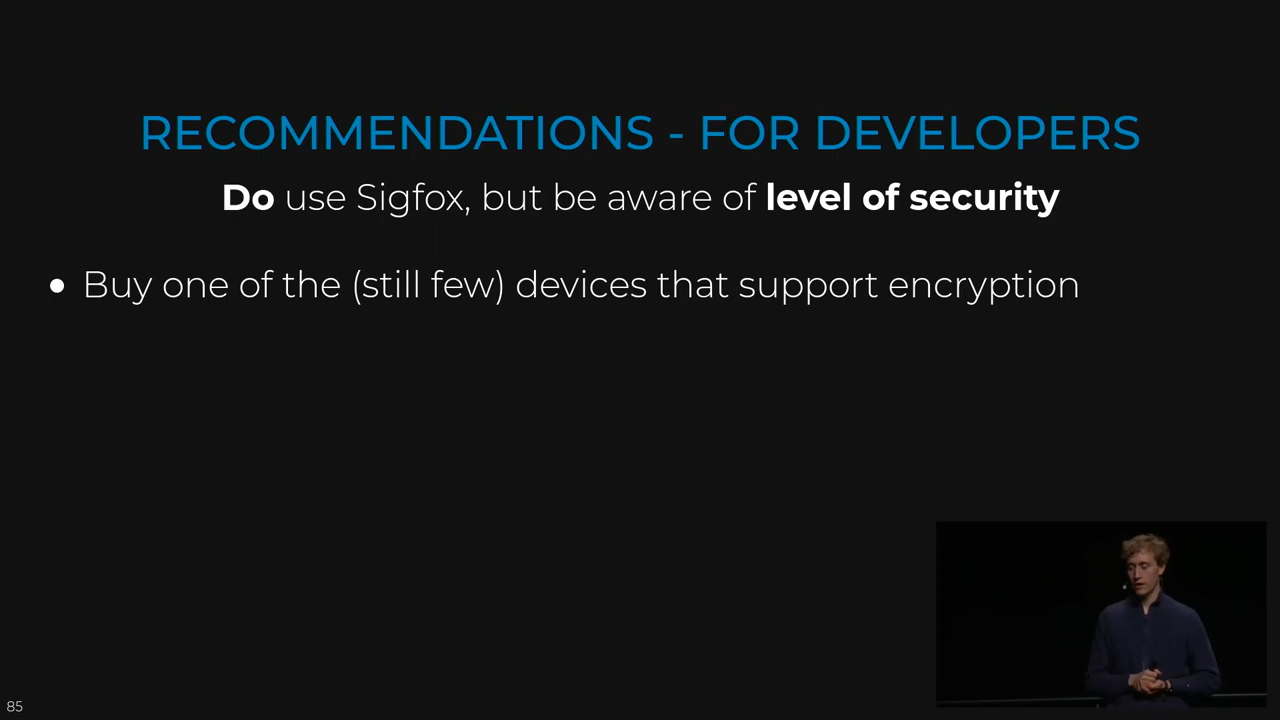 RECOMMENDATIONS - FOR DEVELOPERS
Do use Sigfox, but be aware of level of security
• Buy one of the (still few) devices that support encryption
85